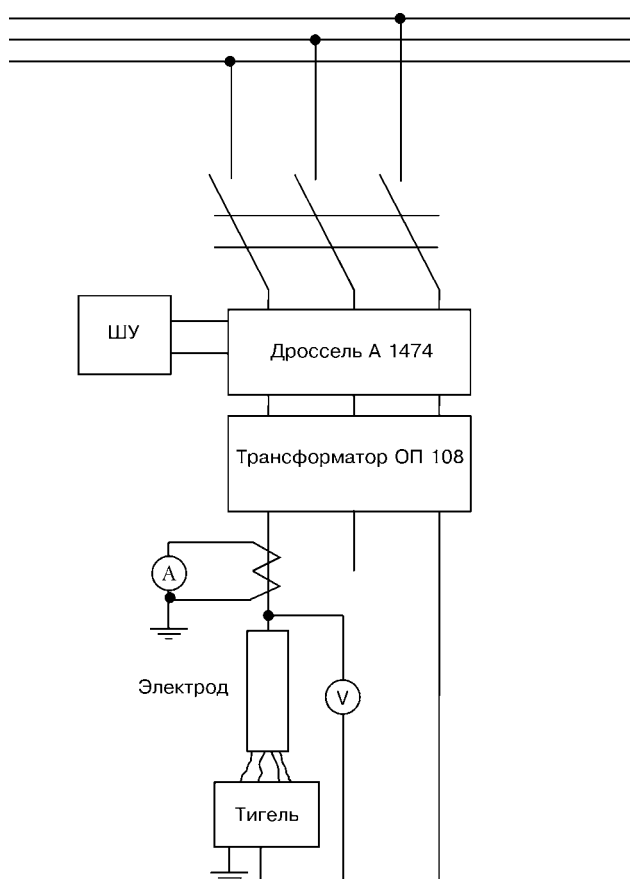 ШУ
Дроссель А 1474
Трансформатор ОП 108
A
Электрод
V
Тигель